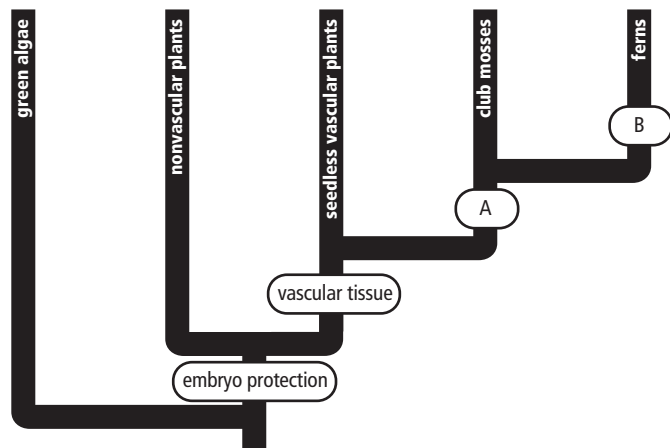 green algae
nonvascular plants
seedless vascular plants
club mosses
ferns
B
A
vascular tissue
embryo protection